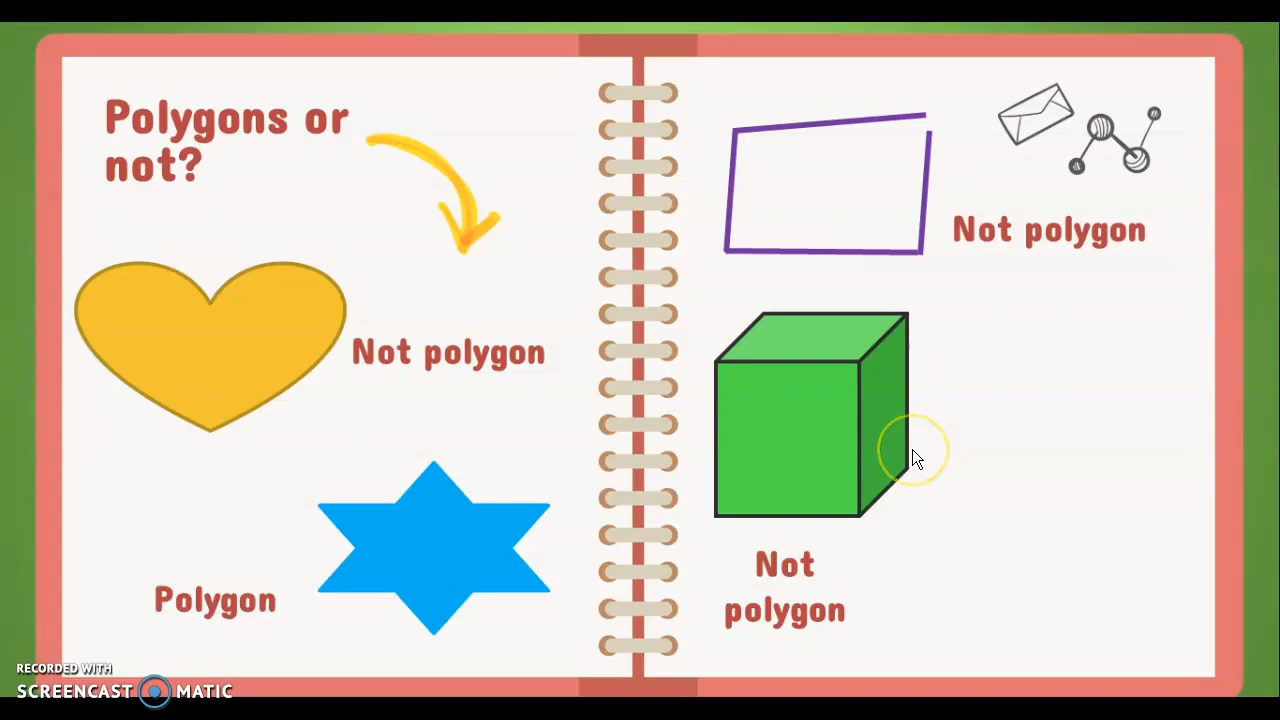 Polygons or
not?
Not polygon
Polygon
Not polygon
Not
polygon
RECORDED WITH
SCREENCAST MATIC